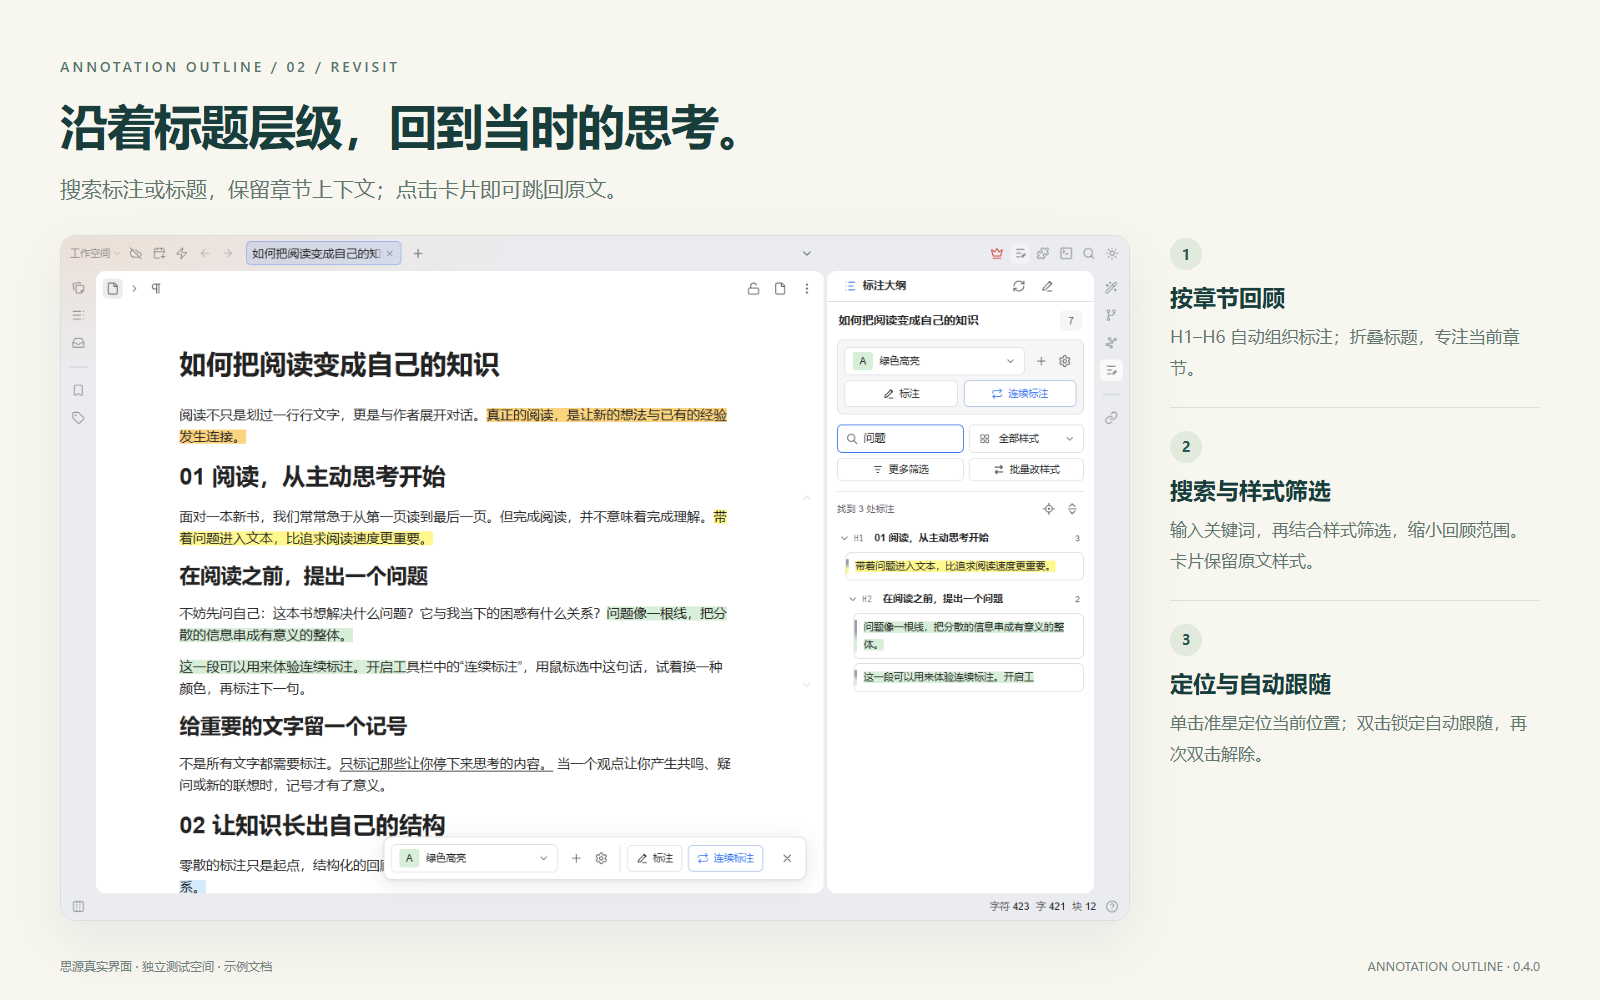 ANNOTATION OUTLINE / 02 / REVISIT
沿着标题层级，回到当时的思考。
搜索标注或标题，保留章节上下文；点击卡片即可跳回原文。
工作空间
如何把阅读变成自己的知
如何把阅读变成自己的知识
阅读不只是划过一行行文字，更是与作者展开对话。真正的阅读，是让新的想法与已有的经验
发生连接。
01 阅读，从主动思考开始
面对一本新书，我们常常急于从第一页读到最后一页。但完成阅读，并不意味着完成理解。带
着问题进入文本，比追求阅读速度更重要。
在阅读之前，提出一个问题
不妨先问自己：这本书想解决什么问题？它与我当下的困惑有什么关系？问题像一根线，把分
散的信息串成有意义的整体。
这一段可以用来体验连续标注。开启工具栏中的“连续标注”，用鼠标选中这句话，试着换一种
颜色，再标注下一句。
给重要的文字留一个记号
不是所有文字都需要标注。只标记那些让你停下来思考的内容。 当一个观点让你产生共鸣、疑
问或新的联想时，记号才有了意义。
02 让知识长出自己的结构
零散的标注只是起点，结构化的回
系。
A 绿色高亮
标注
连续标注
标注大纲
如何把阅读变成自己的知识 7
A 绿色高亮
标注
连续标注
问题
全部样式
更多筛选
批量改样式
找到 3 处标注
H1 01 阅读，从主动思考开始 3
带着问题进入文本，比追求阅读速度更重要。
H2 在阅读之前，提出一个问题 2
问题像一根线，把分散的信息串成有意义的整
体。
这一段可以用来体验连续标注。开启工
字符 423 字 421 块 12
1
按章节回顾
H1–H6 自动组织标注；折叠标题，专注当前章
节。
2
搜索与样式筛选
输入关键词，再结合样式筛选，缩小回顾范围。
卡片保留原文样式。
3
定位与自动跟随
单击准星定位当前位置；双击锁定自动跟随，再
次双击解除。
思源真实界面 · 独立测试空间 · 示例文档
ANNOTATION OUTLINE · 0.4.0